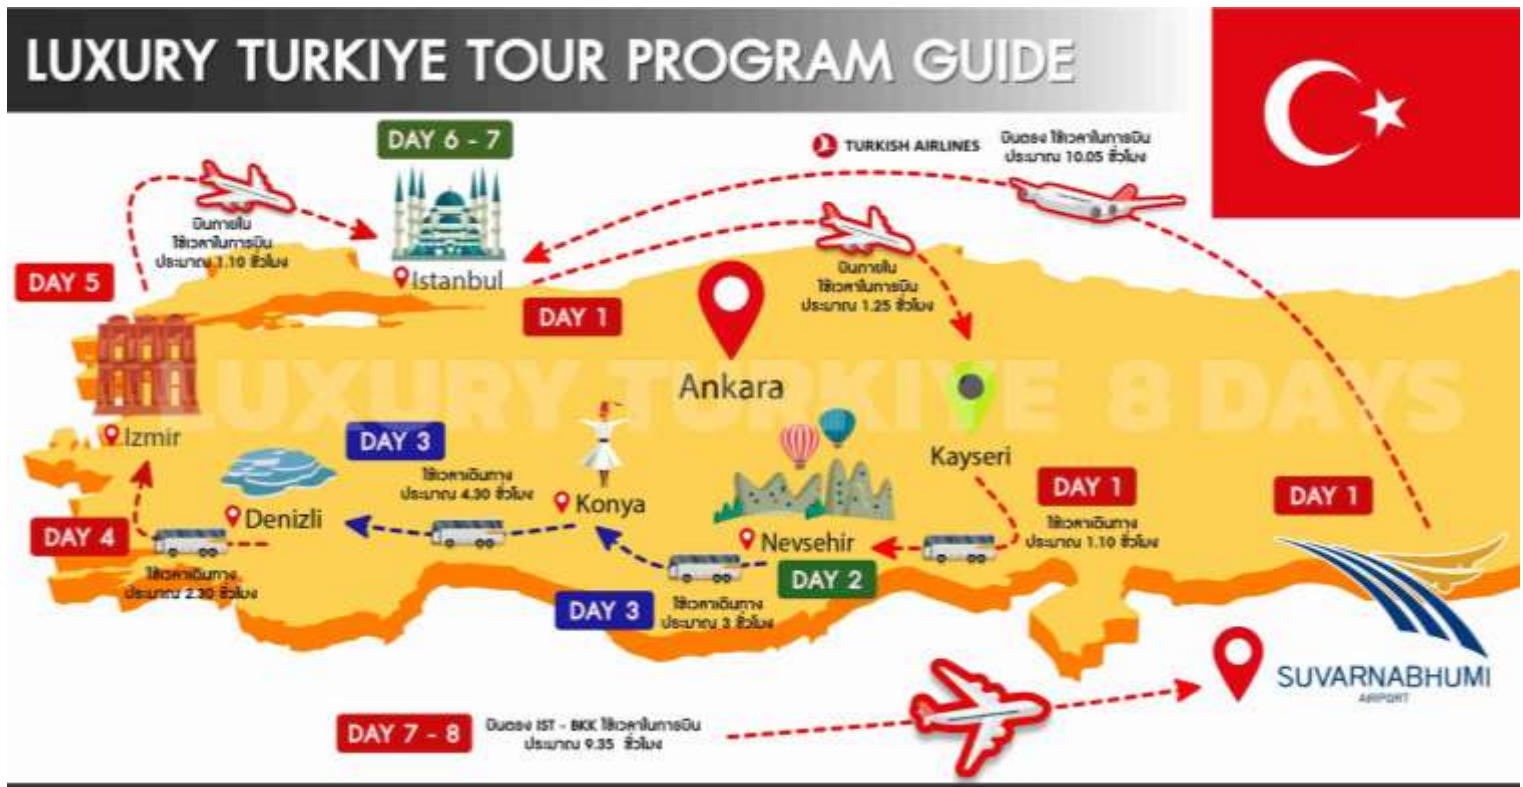 LUXURY TURKIYE TOUR PROGRAM GUIDE
DAY 6 - 7
TURKISH AIRLINES
บินตรง ใช้เวลาในการบิน
ประมาณ 10.05 ชั่วโมง
บินภายใน
ใช้เวลาในการบิน
ประมาณ 1.10 ชั่วโมง
DAY 5
Istanbul
DAY 1
บินภายใน
ใช้เวลาในการบิน
ประมาณ 1.25 ชั่วโมง
Ankara
LUXURY TURKIYE 8 DAYS
Izmir
DAY 3
ใช้เวลาเดินทาง
ประมาณ 4.30 ชั่วโมง
Kayseri
DAY 1
ใช้เวลาเดินทาง
ประมาณ 1.10 ชั่วโมง
DAY 1
Konya
Denizli
Nevsehir
DAY 4
ใช้เวลาเดินทาง
ประมาณ 2.30 ชั่วโมง
DAY 2
DAY 3
ใช้เวลาเดินทาง
ประมาณ 3 ชั่วโมง
SUVARNABHUMI
AIRPORT
DAY 7 - 8
บินตรง IST - BKK ใช้เวลาในการบิน
ประมาณ 9.35 ชั่วโมง